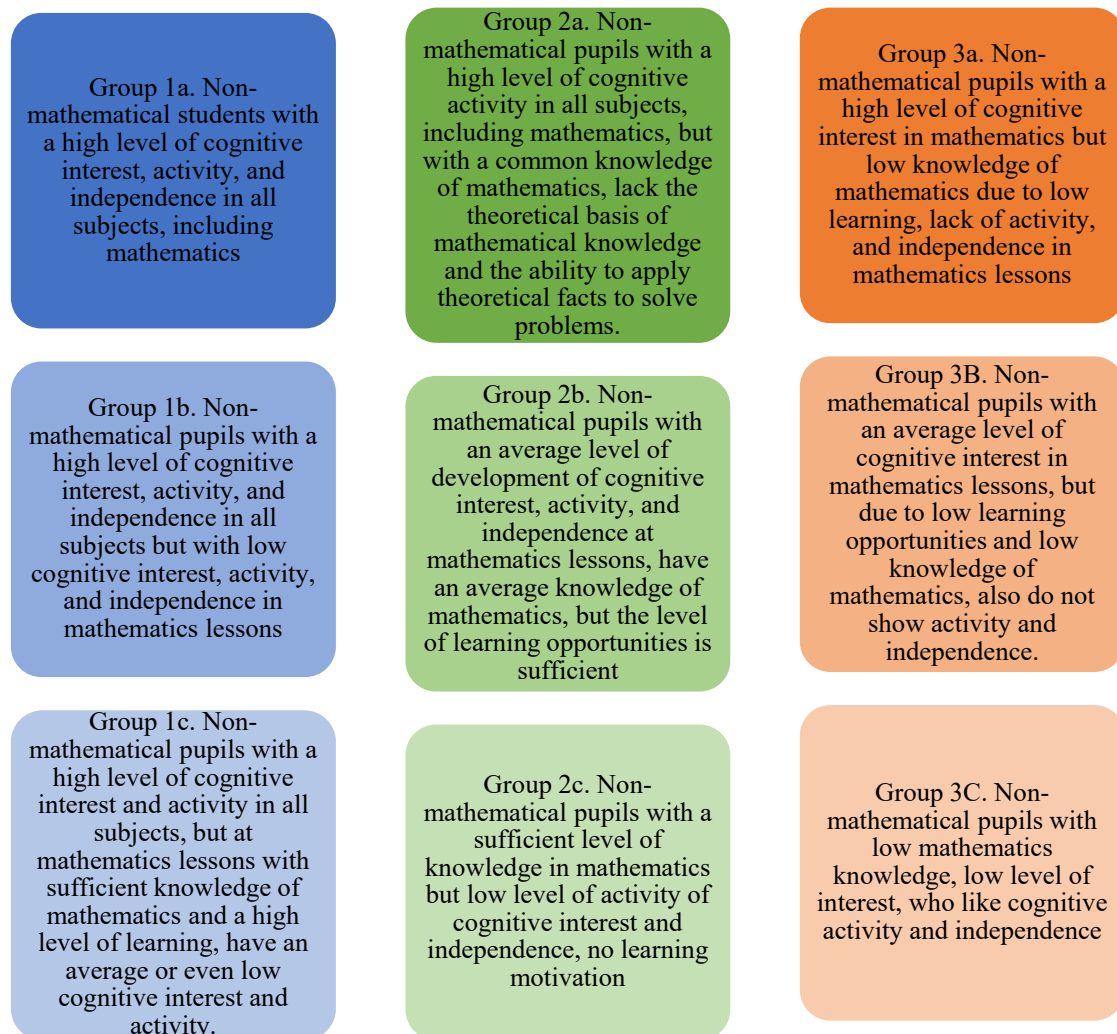 Group 1a. Non-
mathematical students with
a high level of cognitive
interest, activity, and
independence in all
subjects, including
mathematics
Group 2a. Non-
mathematical pupils with a
high level of cognitive
activity in all subjects,
including mathematics, but
with a common knowledge
of mathematics, lack the
theoretical basis of
mathematical knowledge
and the ability to apply
theoretical facts to solve
problems.
Group 3a. Non-
mathematical pupils with a
high level of cognitive
interest in mathematics but
low knowledge of
mathematics due to low
learning, lack of activity,
and independence in
mathematics lessons
Group 1b. Non-
mathematical pupils with a
high level of cognitive
interest, activity, and
independence in all
subjects but with low
cognitive interest, activity,
and independence in
mathematics lessons
Group 2b. Non-
mathematical pupils with
an average level of
development of cognitive
interest, activity, and
independence at
mathematics lessons, have
an average knowledge of
mathematics, but the level
of learning opportunities is
sufficient
Group 3B. Non-
mathematical pupils with
an average level of
cognitive interest in
mathematics lessons, but
due to low learning
opportunities and low
knowledge of
mathematics, also do not
show activity and
independence.
Group 1c. Non-
mathematical pupils with a
high level of cognitive
interest and activity in all
subjects, but at
mathematics lessons with
sufficient knowledge of
mathematics and a high
level of learning, have an
average or even low
cognitive interest and
activity.
Group 2c. Non-
mathematical pupils with a
sufficient level of
knowledge in mathematics
but low level of activity of
cognitive interest and
independence, no learning
motivation
Group 3C. Non-
mathematical pupils with
low mathematics
knowledge, low level of
interest, who like cognitive
activity and independence